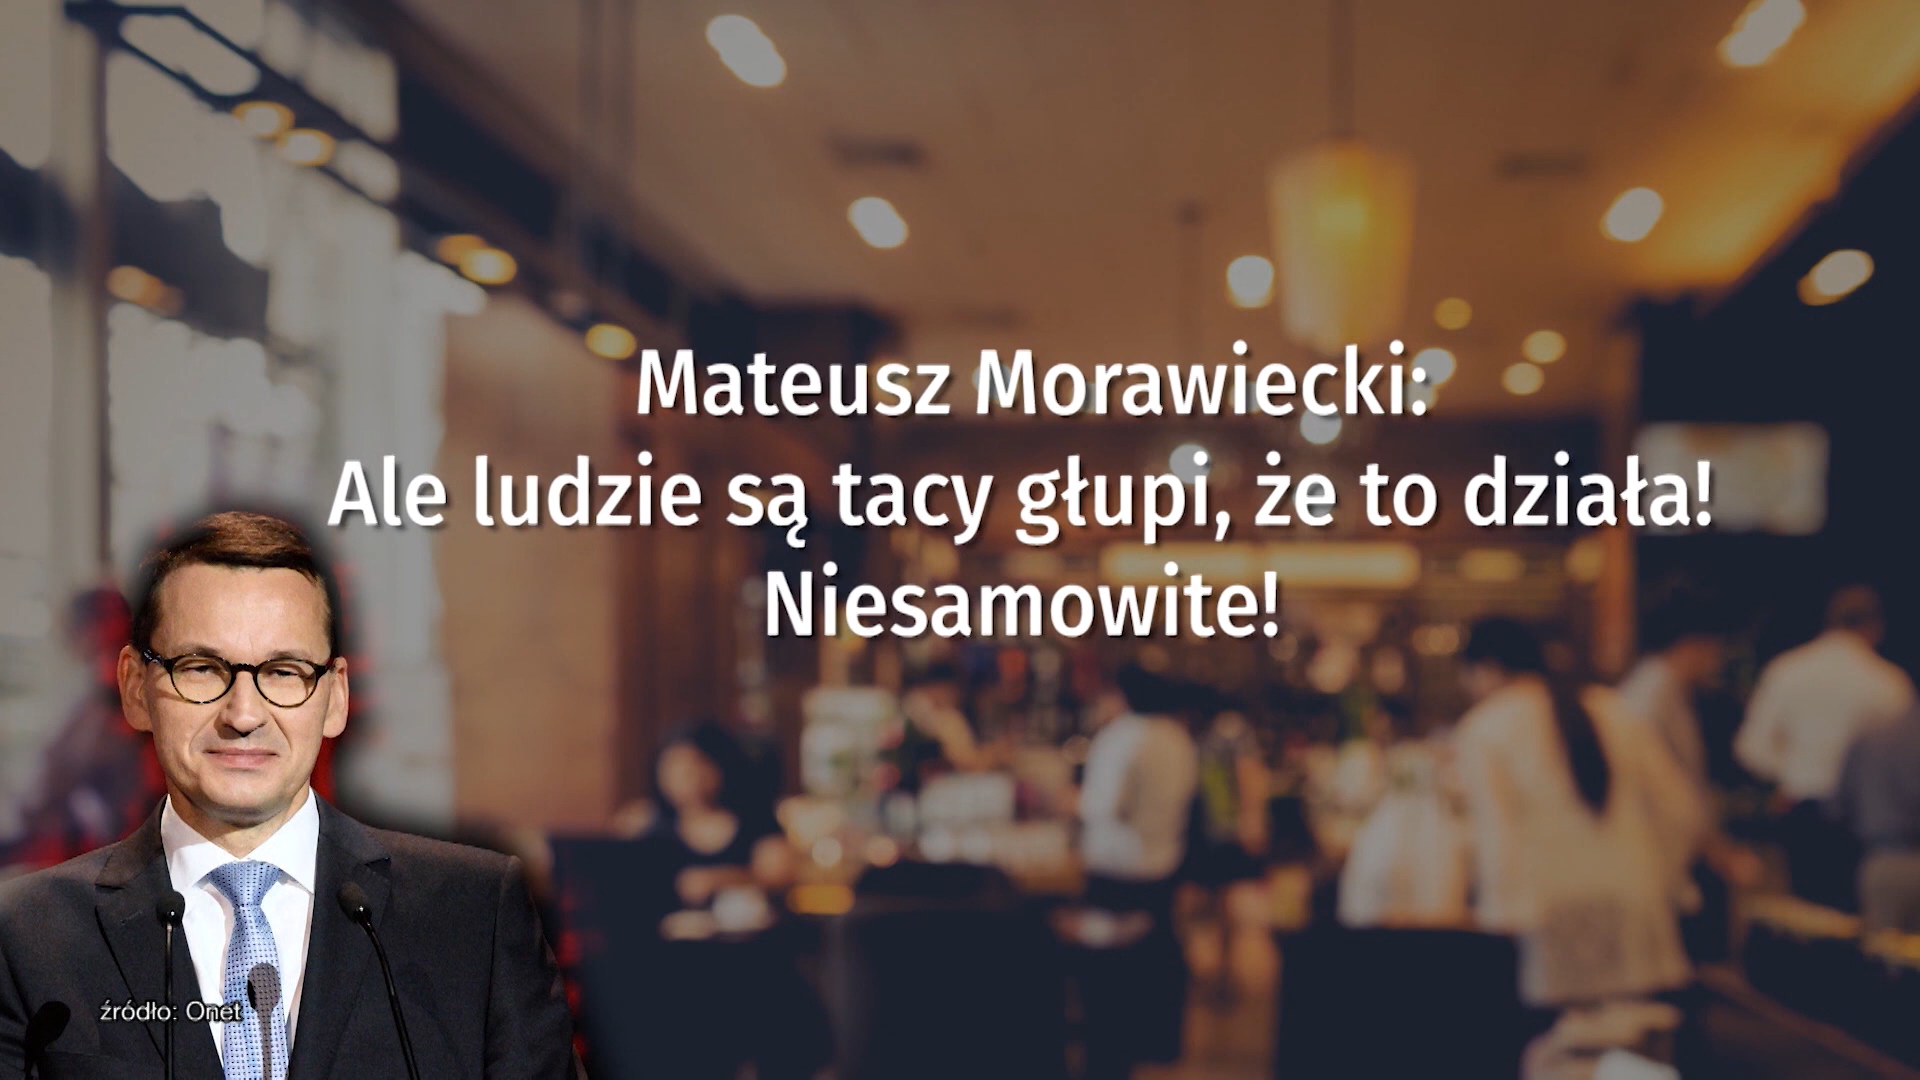 Mateusz Morawiecki:
Ale ludzie są tacy głupi, że to działa!
Niesamowite!
źródło: Onet